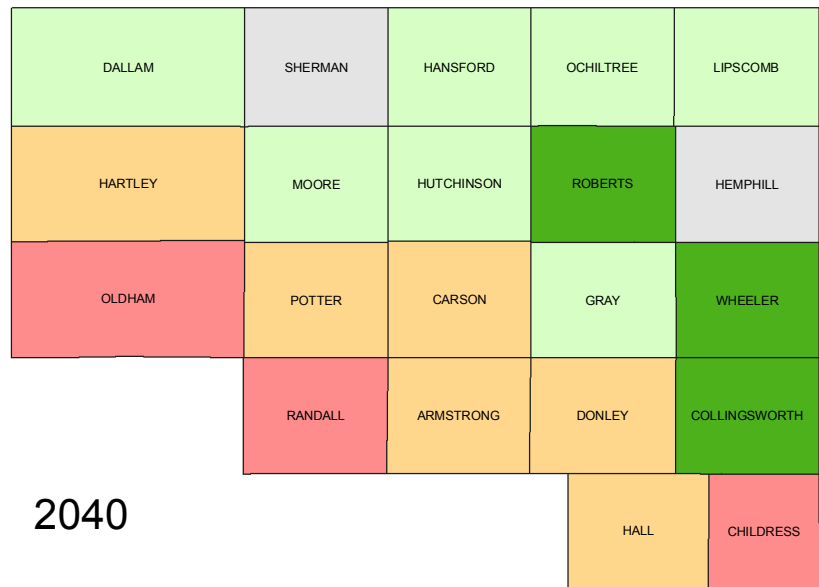 DALLAM
SHERMAN
HANSFORD
OCHILTREE
LIPSCOMB
HARTLEY
MOORE
HUTCHINSON
ROBERTS
HEMPHILL
OLDHAM
POTTER
CARSON
GRAY
WHEELER
RANDALL
ARMSTRONG
DONLEY
COLLINGSWORTH
2040
HALL
CHILDRESS